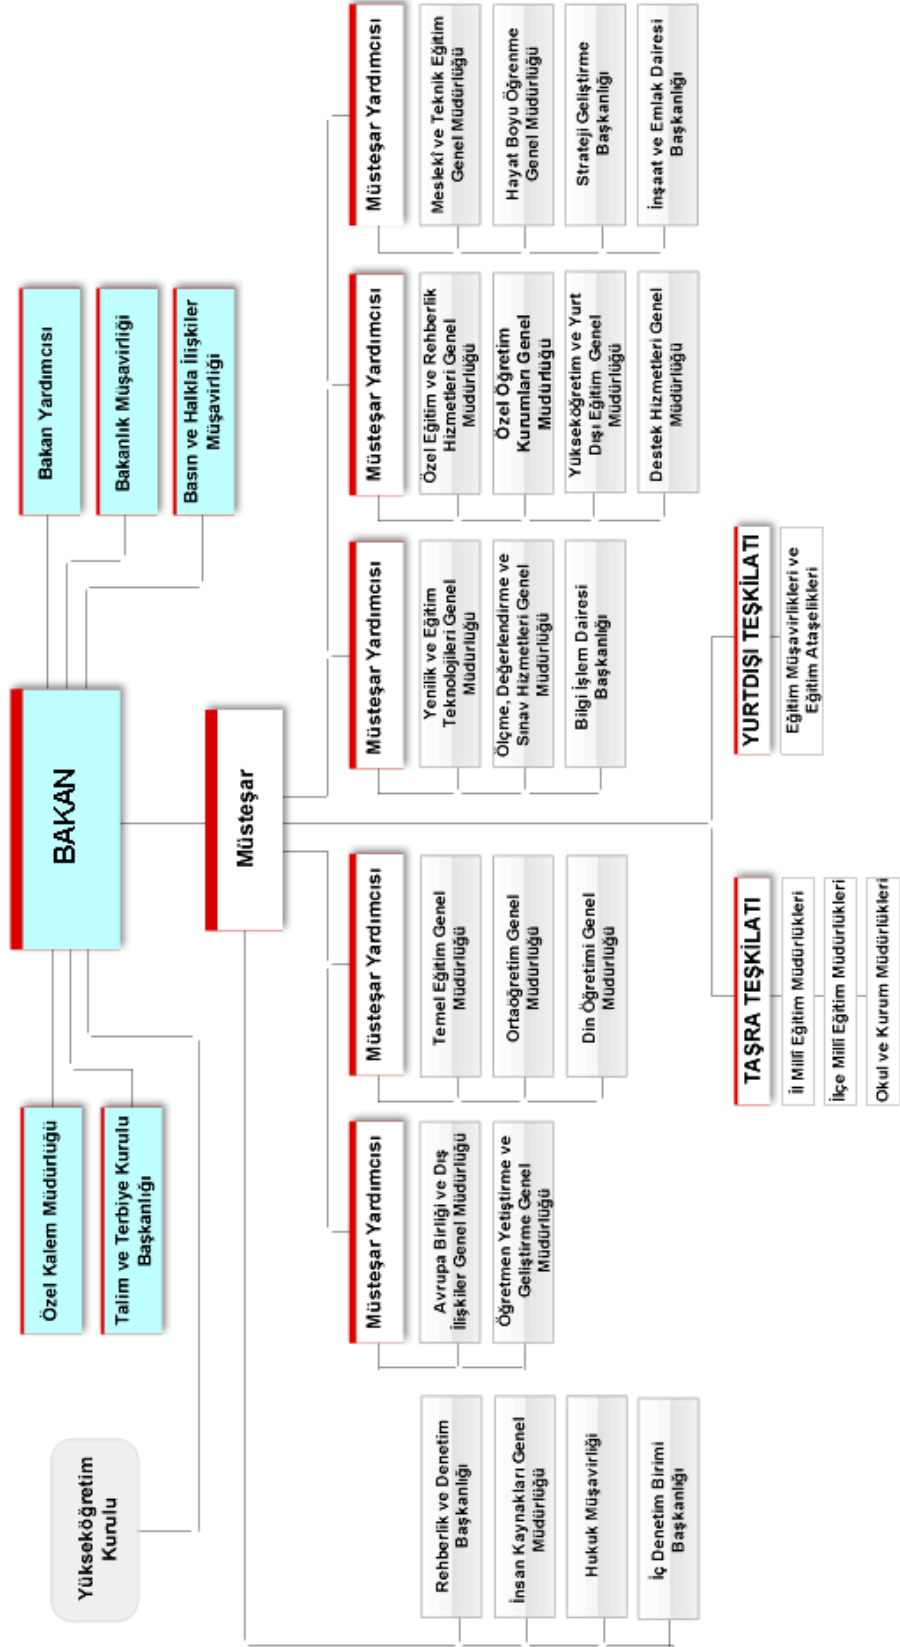 BAKAN
Özel Kalem Müdürlüğü
Talim ve Terbiye Kurulu
Başkanlığı
Yükseköğretim
Kurulu
Bakan Yardımcısı
Bakanlık Müşavirliği
Basın ve Halkla İlişkiler
Müşavirliği
Müsteşar
Rehberlik ve Denetim
Başkanlığı
İnsan Kaynakları Genel
Müdürlüğü
Hukuk Müşavirliği
İç Denetim Birimi
Başkanlığı
Müsteşar Yardımcısı
Avrupa Birliği ve Dış
İlişkiler Genel Müdürlüğü
Öğretmen Yetiştirme ve
Geliştirme Genel
Müdürlüğü
Müsteşar Yardımcısı
Temel Eğitim Genel
Müdürlüğü
Ortaöğretim Genel
Müdürlüğü
Din Öğretimi Genel
Müdürlüğü
Müsteşar Yardımcısı
Yenilik ve Eğitim
Teknolojileri Genel
Müdürlüğü
Ölçme, Değerlendirme ve
Sınav Hizmetleri Genel
Müdürlüğü
Bilgi İşlem Dairesi
Başkanlığı
Müsteşar Yardımcısı
Özel Eğitim ve Rehberlik
Hizmetleri Genel
Müdürlüğü
Özel Öğretim
Kurumları Genel
Müdürlüğü
Yükseköğretim ve Yurt
Dışı Eğitim Genel
Müdürlüğü
Destek Hizmetleri Genel
Müdürlüğü
Müsteşar Yardımcısı
Meslekî ve Teknik Eğitim
Genel Müdürlüğü
Hayat Boyu Öğrenme
Genel Müdürlüğü
Strateji Geliştirme
Başkanlığı
İnşaat ve Emlak Dairesi
Başkanlığı
TAŞRA TEŞKİLATI
İl Millî Eğitim Müdürlükleri
İlçe Millî Eğitim Müdürlükleri
Okul ve Kurum Müdürlükleri
YURTDIŞI TEŞKİLATI
Eğitim Müşavirlikleri ve
Eğitim Ataşelikleri